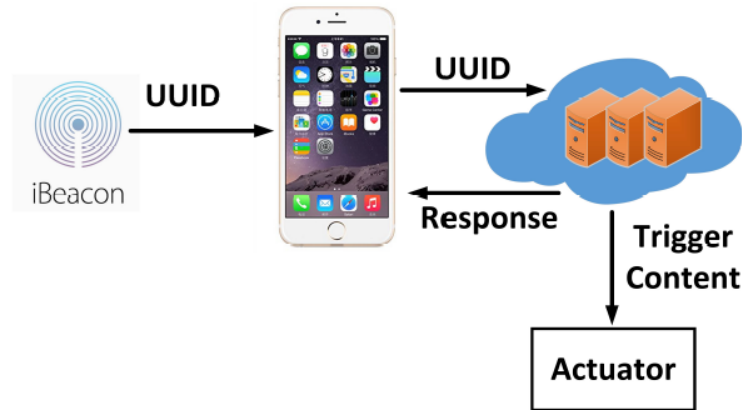 UUID
iBeacon
UUID
Response
Trigger
Content
Actuator